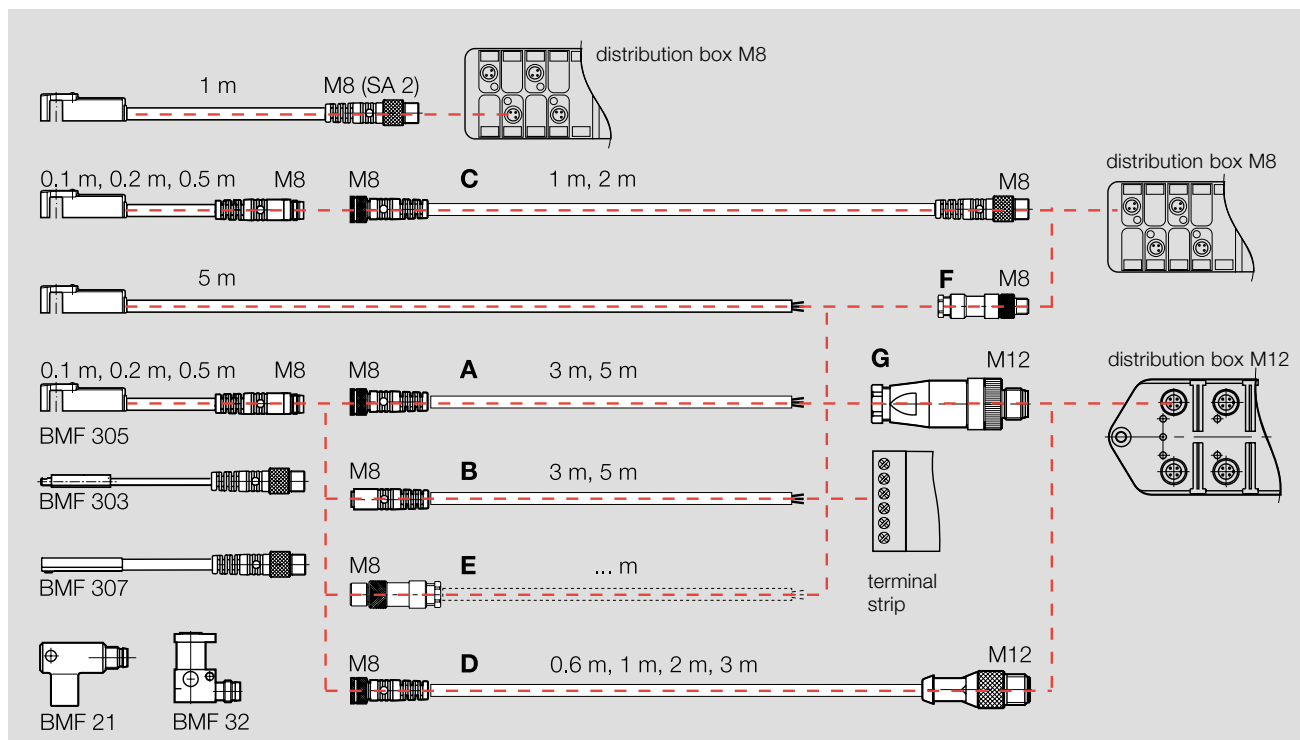 distribution box M8
1 m
M8 (SA 2)
distribution box M8
0.1 m, 0.2 m, 0.5 m
M8
M8
C
1 m, 2 m
M8
5 m
F
M8
G
M12
distribution box M12
0.1 m, 0.2 m, 0.5 m
M8
M8
A
3 m, 5 m
BMF 305
M8
B
3 m, 5 m
BMF 303
M8
E
... m
BMF 307
terminal
strip
M8
D
0.6 m, 1 m, 2 m, 3 m
M12
BMF 21
BMF 32